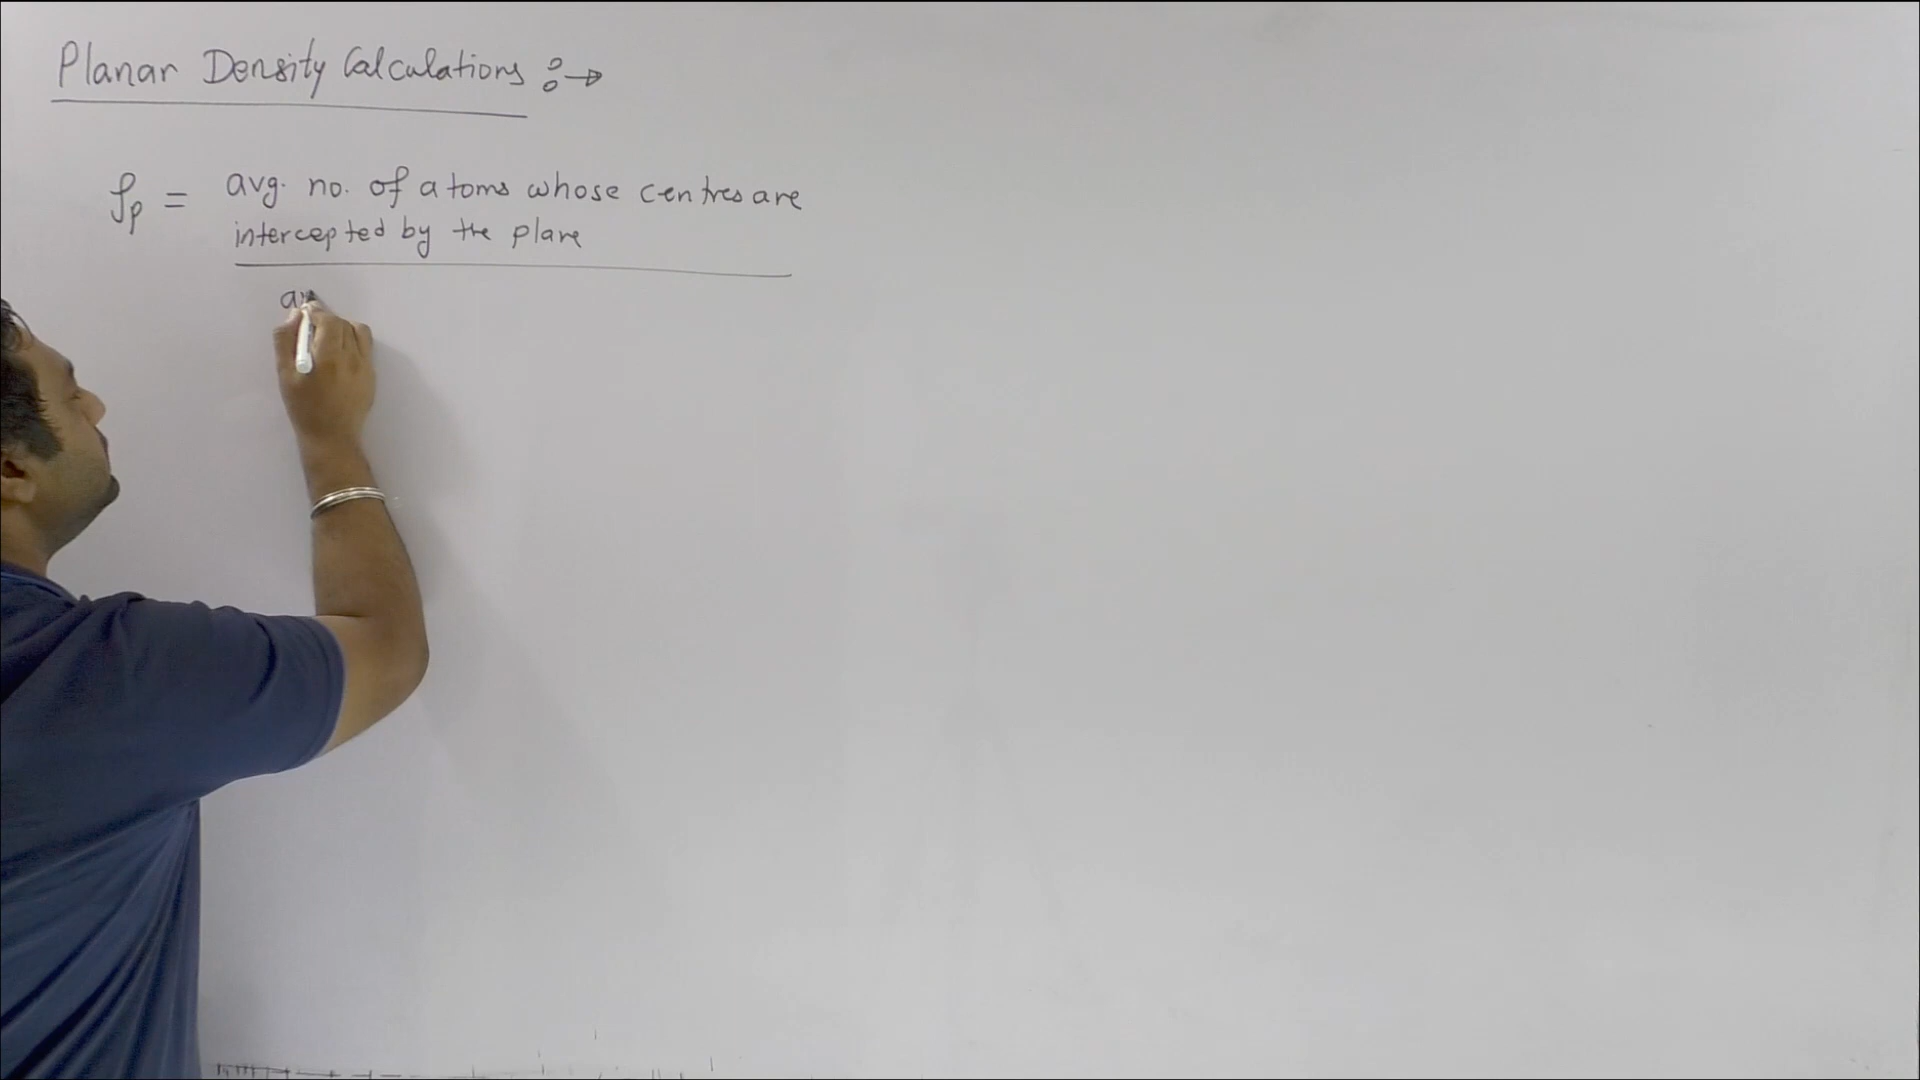 Planar Density Calculations :→
ρp = avg. no. of atoms whose centres are
intercepted by the plane